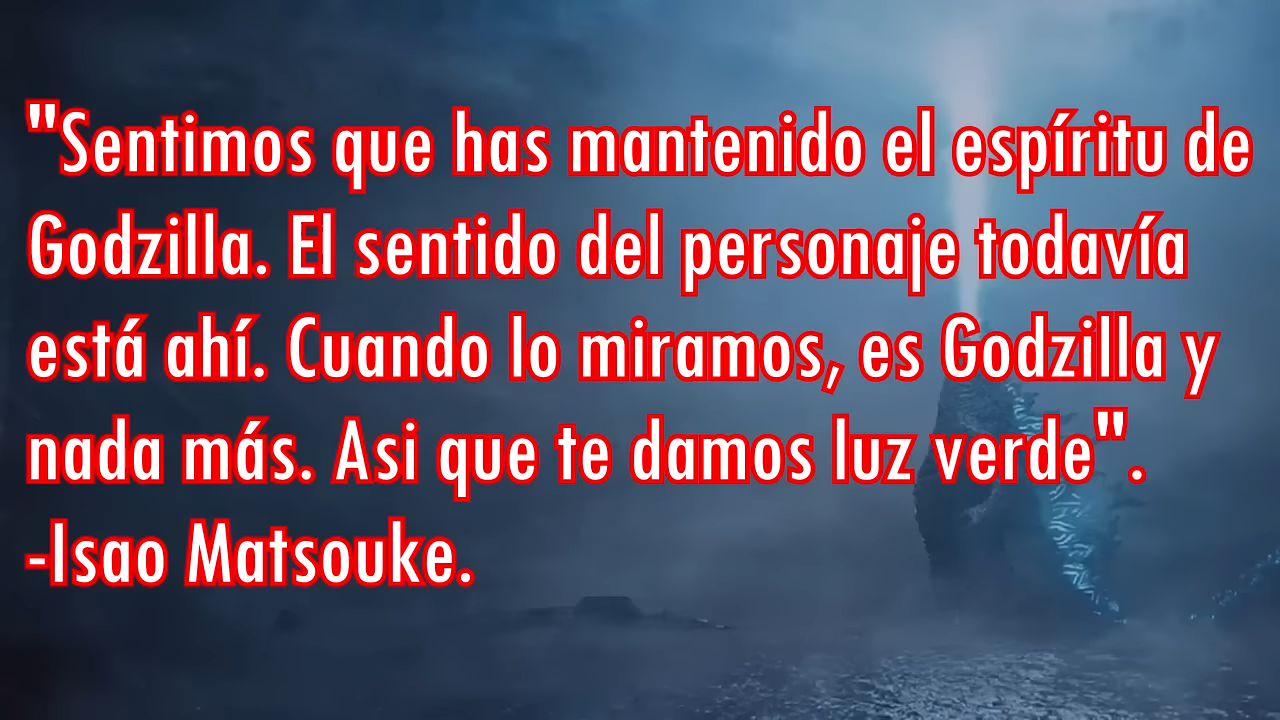 "Sentimos que has mantenido el espíritu de
Godzilla. El sentido del personaje todavía
está ahí. Cuando lo miramos, es Godzilla y
nada más. Asi que te damos luz verde".
-Isao Matsouke.